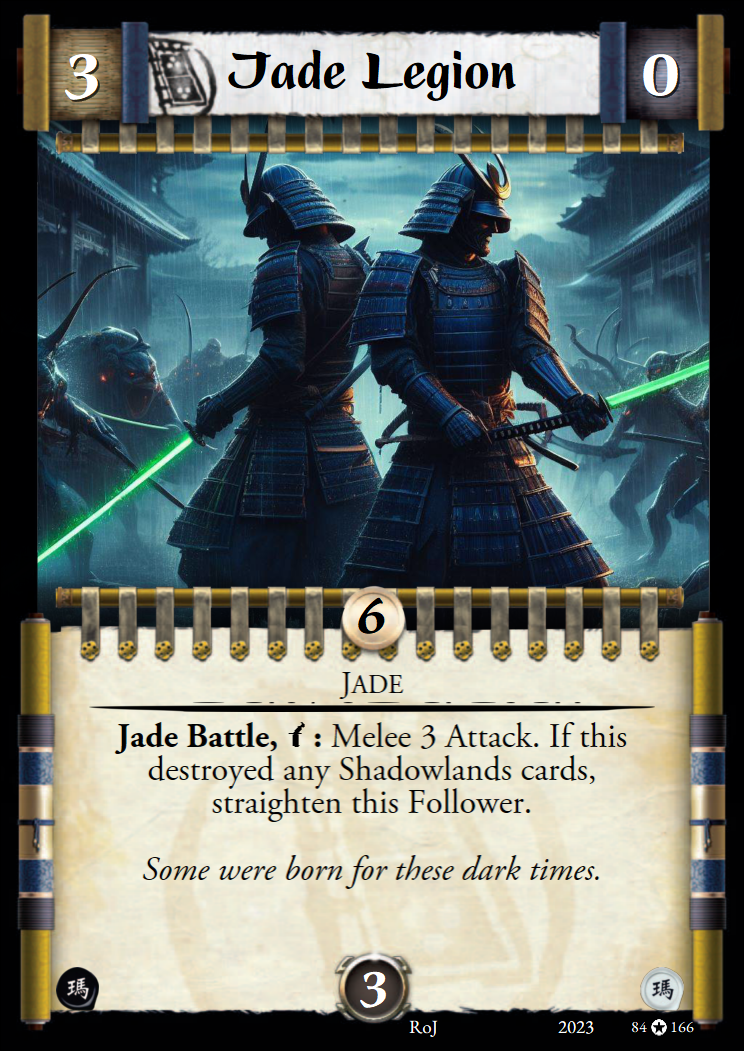 3
Jade Legion
0
6
JADE
Jade Battle, : Melee 3 Attack. If this
destroyed any Shadowlands cards,
straighten this Follower.
Some were born for these dark times.
瑪
3
瑪
RoJ
2023
84 166